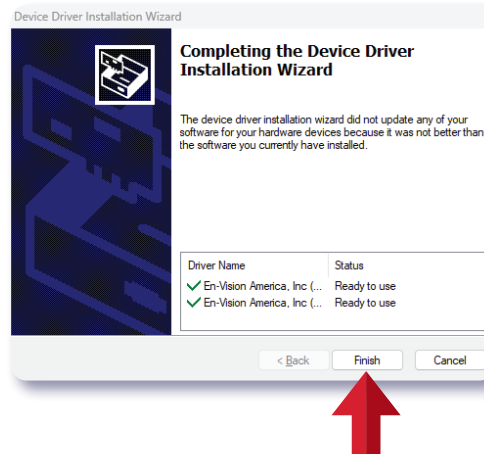 Device Driver Installation Wizard
Completing the Device Driver
Installation Wizard
The device driver installation wizard did not update any of your
software for your hardware devices because it was not better than
the software you currently have installed.
Driver Name Status
En-Vision America, Inc (... Ready to use
En-Vision America, Inc (... Ready to use
< Back Finish Cancel